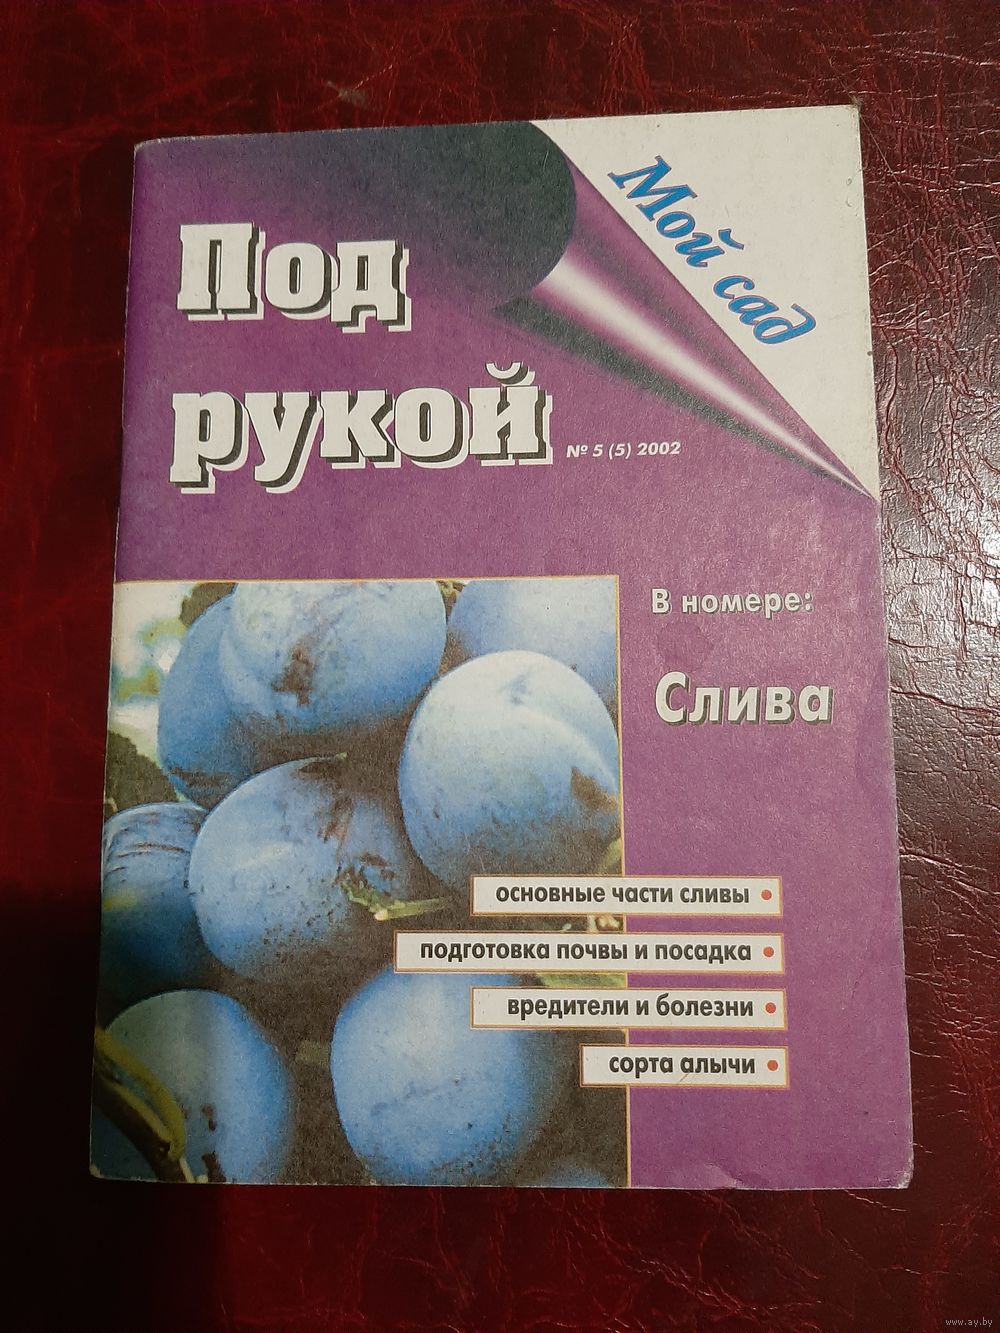 Мой сад
Под
рукой
№ 5 (5) 2002
В номере:
Слива
основные части сливы •
подготовка почвы и посадка •
вредители и болезни •
сорта алычи •
www.ay.by